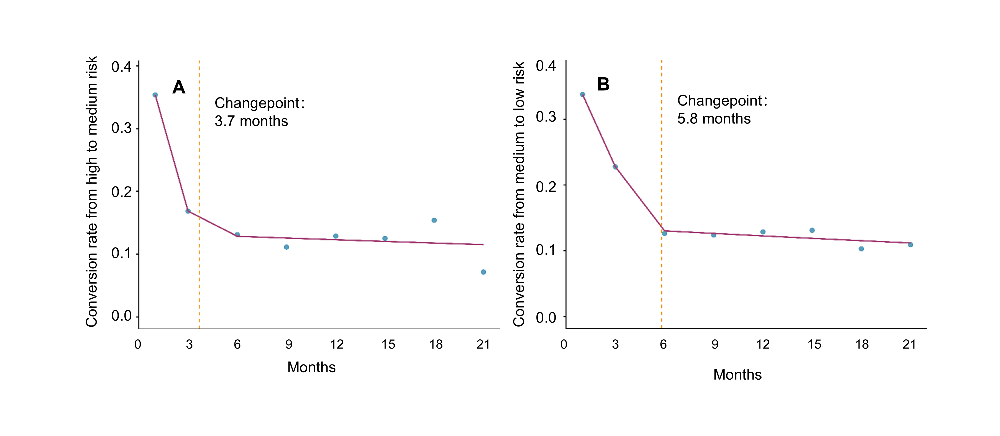 Conversion rate from high to medium risk
0.4
0.3
0.2
0.1
0.0
A
Changepoint:
3.7 months
0 3 6 9 12 15 18 21
Months
Conversion rate from medium to low risk
0.4
0.3
0.2
0.1
0.0
B
Changepoint:
5.8 months
0 3 6 9 12 15 18 21
Months